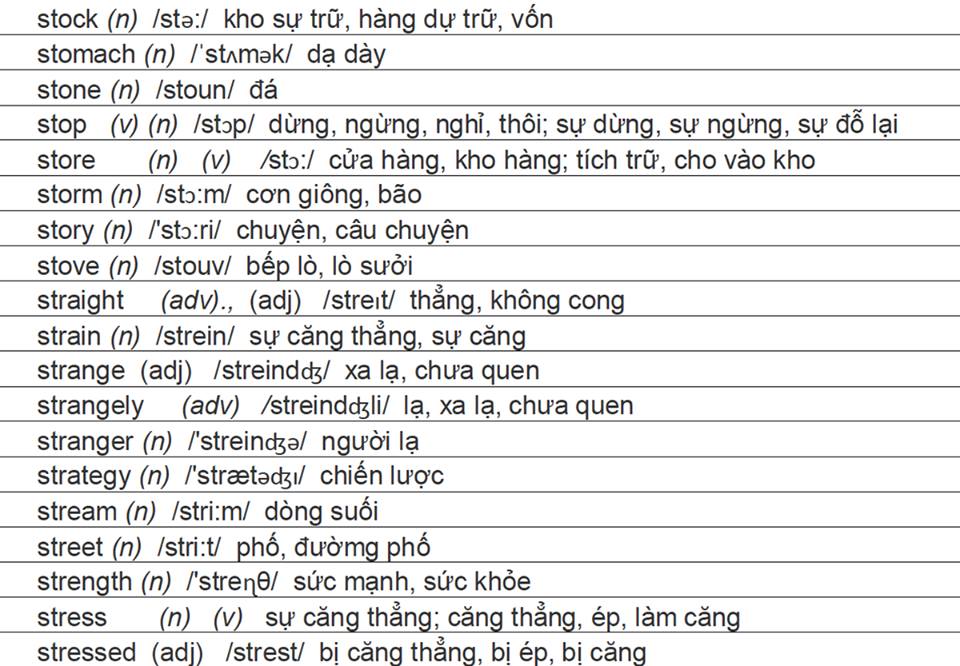 stock (n) /stə:/ kho sự trữ, hàng dự trữ, vốn
stomach (n) /ˈstʌmək/ dạ dày
stone (n) /stoun/ đá
stop (v) (n) /stɔp/ dừng, ngừng, nghỉ, thôi; sự dừng, sự ngừng, sự đỗ lại
store (n) (v) /stɔ:/ cửa hàng, kho hàng; tích trữ, cho vào kho
storm (n) /stɔ:m/ cơn giông, bão
story (n) /'stɔ:ri/ chuyện, câu chuyện
stove (n) /stouv/ bếp lò, lò sưởi
straight (adv)., (adj) /streɪt/ thẳng, không cong
strain (n) /strein/ sự căng thẳng, sự căng
strange (adj) /streindʤ/ xa lạ, chưa quen
strangely (adv) /streindʤli/ lạ, xa lạ, chưa quen
stranger (n) /'streinʤə/ người lạ
strategy (n) /'strætəʤɪ/ chiến lược
stream (n) /stri:m/ dòng suối
street (n) /stri:t/ phố, đườmg phố
strength (n) /'streɳθ/ sức mạnh, sức khỏe
stress (n) (v) sự căng thẳng; căng thẳng, ép, làm căng
stressed (adj) /strest/ bị căng thẳng, bị ép, bị căng